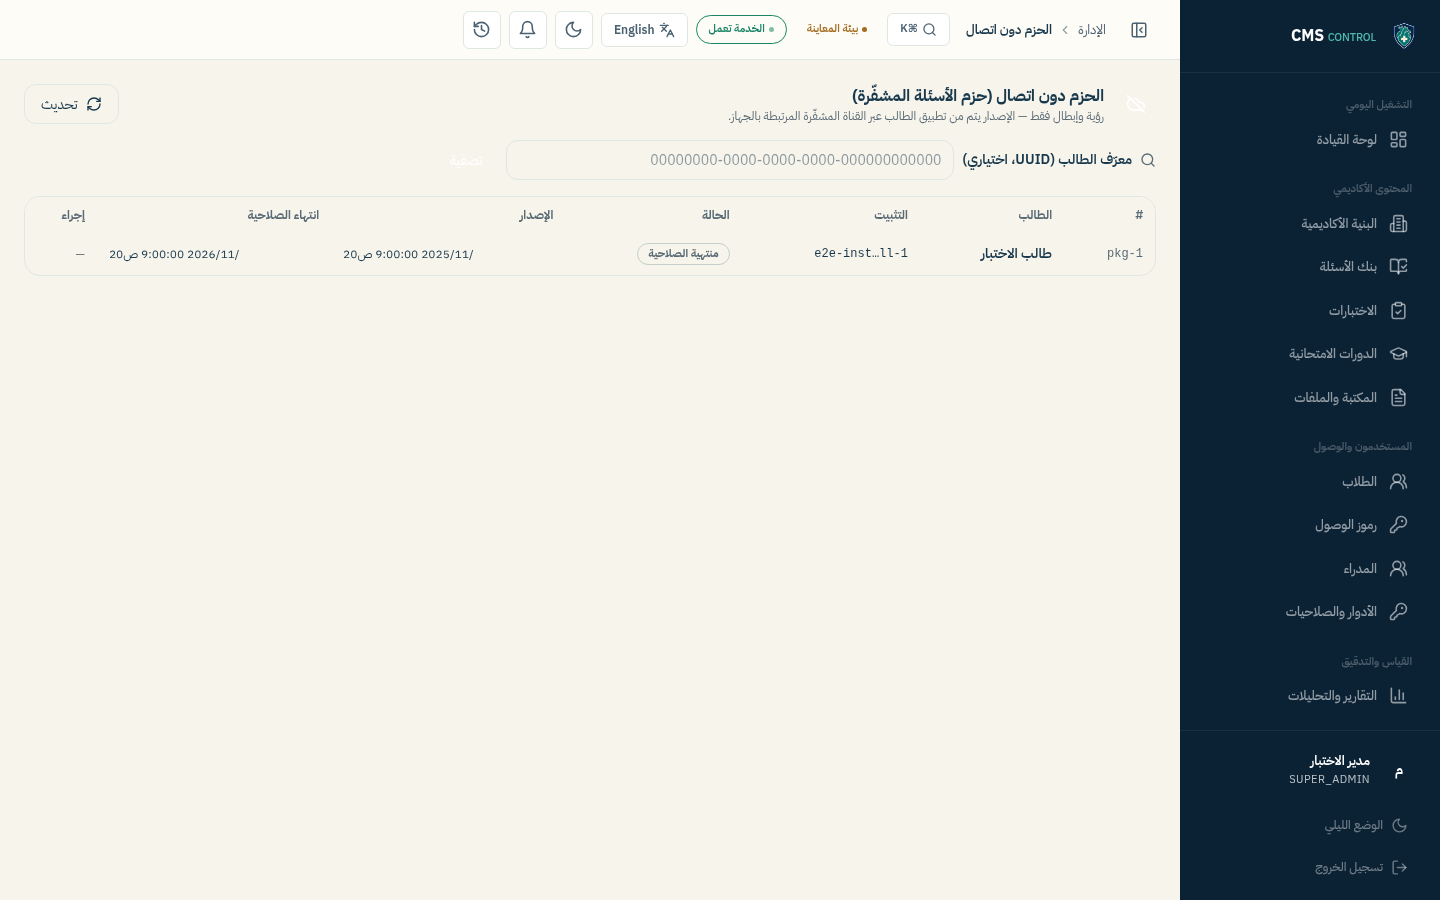 CMS CONTROL
التشغيل اليومي
لوحة القيادة
المحتوى الأكاديمي
البنية الأكاديمية
بنك الأسئلة
الاختبارات
الدورات الامتحانية
المكتبة والملفات
المستخدمون والوصول
الطلاب
رموز الوصول
المدراء
الأدوار والصلاحيات
القياس والتدقيق
التقارير والتحليلات
م
مدير الاختبار
SUPER_ADMIN
الوضع الليلي
تسجيل الخروج
الإدارة الحزم دون اتصال ⌘K بيئة المعاينة الخدمة تعمل English
الحزم دون اتصال (حزم الأسئلة المشفّرة)
رؤية وإبطال فقط — الإصدار يتم من تطبيق الطالب عبر القناة المشفّرة المرتبطة بالجهاز.
تحديث
معرّف الطالب (UUID، اختياري) 00000000-0000-0000-0000-000000000000 تصفية
# الطالب التثبيت الحالة الإصدار انتهاء الصلاحية إجراء
pkg-1 طالب الاختبار e2e-inst…ll-1 منتهية الصلاحية 20‏/11‏/2025 9:00:00 ص 20‏/11‏/2026 9:00:00 ص —